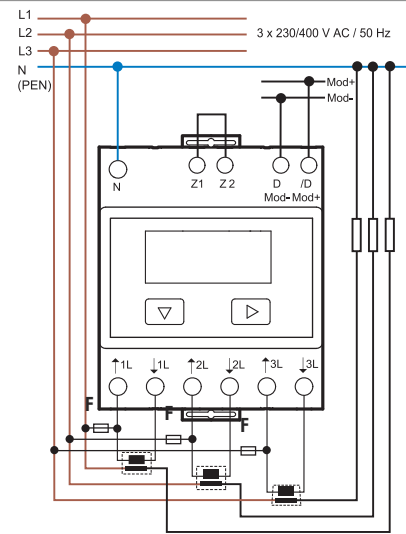 L1
L2
3 x 230/400 V AC / 50 Hz
L3
N
(PEN)
Mod+
Mod-
N
Z1
Z 2
D
/D
Mod-
Mod+
↑1L
↓1L
↑2L
↓2L
↑3L
↓3L
F
F
F